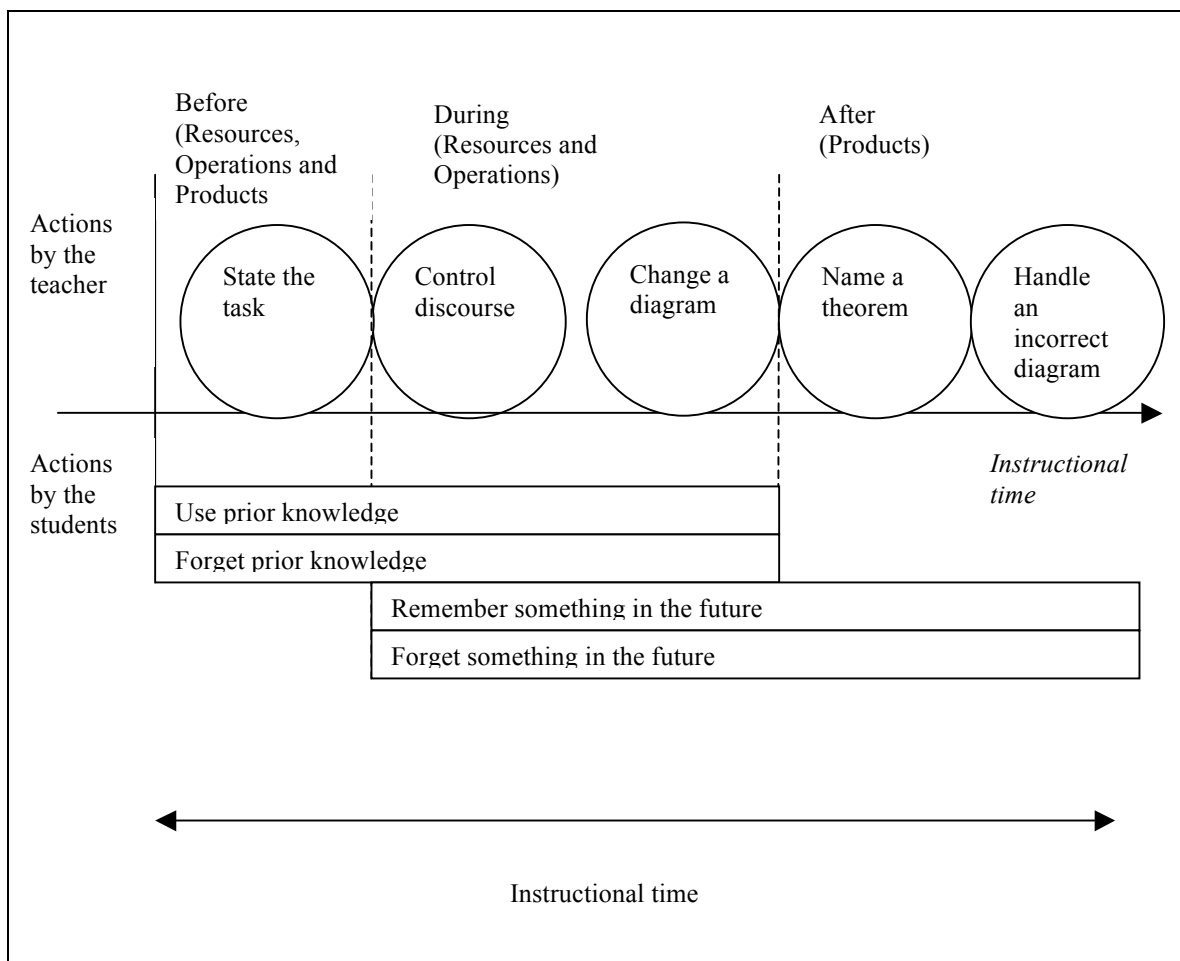 Before
(Resources,
Operations and
Products
During
(Resources and
Operations)
After
(Products)
Actions
by the
teacher
State the
task
Control
discourse
Change a
diagram
Name a
theorem
Handle
an
incorrect
diagram
Actions
by the
students
Instructional
time
Use prior knowledge
Forget prior knowledge
Remember something in the future
Forget something in the future
Instructional time